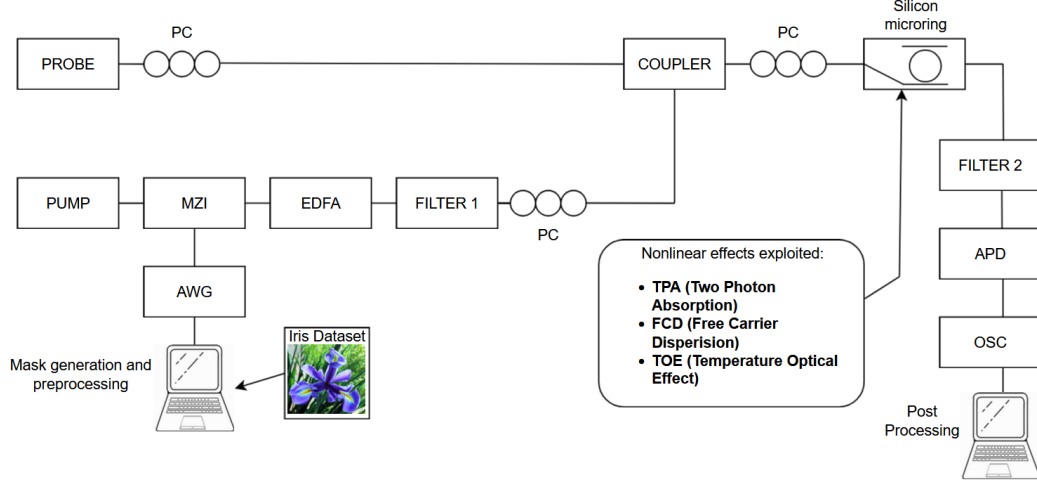 Silicon
microring
PC
PC
PROBE
COUPLER
PUMP
MZI
EDFA
FILTER 1
PC
FILTER 2
AWG
APD
OSC
Nonlinear effects exploited:
• TPA (Two Photon
Absorption)
• FCD (Free Carrier
Disperision)
• TOE (Temperature Optical
Effect)
Iris Dataset
Mask generation and
preprocessing
Post
Processing